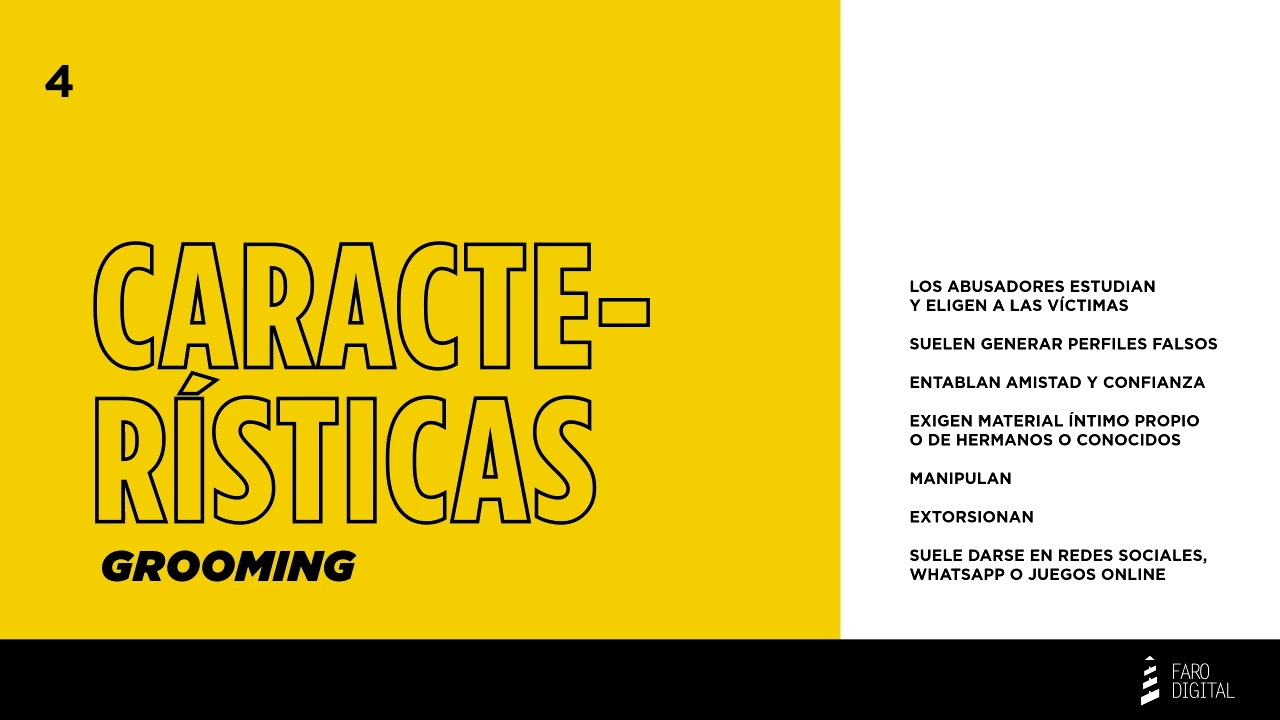 4
CARACTE-
RÍSTICAS
GROOMING
LOS ABUSADORES ESTUDIAN
Y ELIGEN A LAS VÍCTIMAS
SUELEN GENERAR PERFILES FALSOS
ENTABLAN AMISTAD Y CONFIANZA
EXIGEN MATERIAL ÍNTIMO PROPIO
O DE HERMANOS O CONOCIDOS
MANIPULAN
EXTORSIONAN
SUELE DARSE EN REDES SOCIALES,
WHATSAPP O JUEGOS ONLINE
FARO
DIGITAL